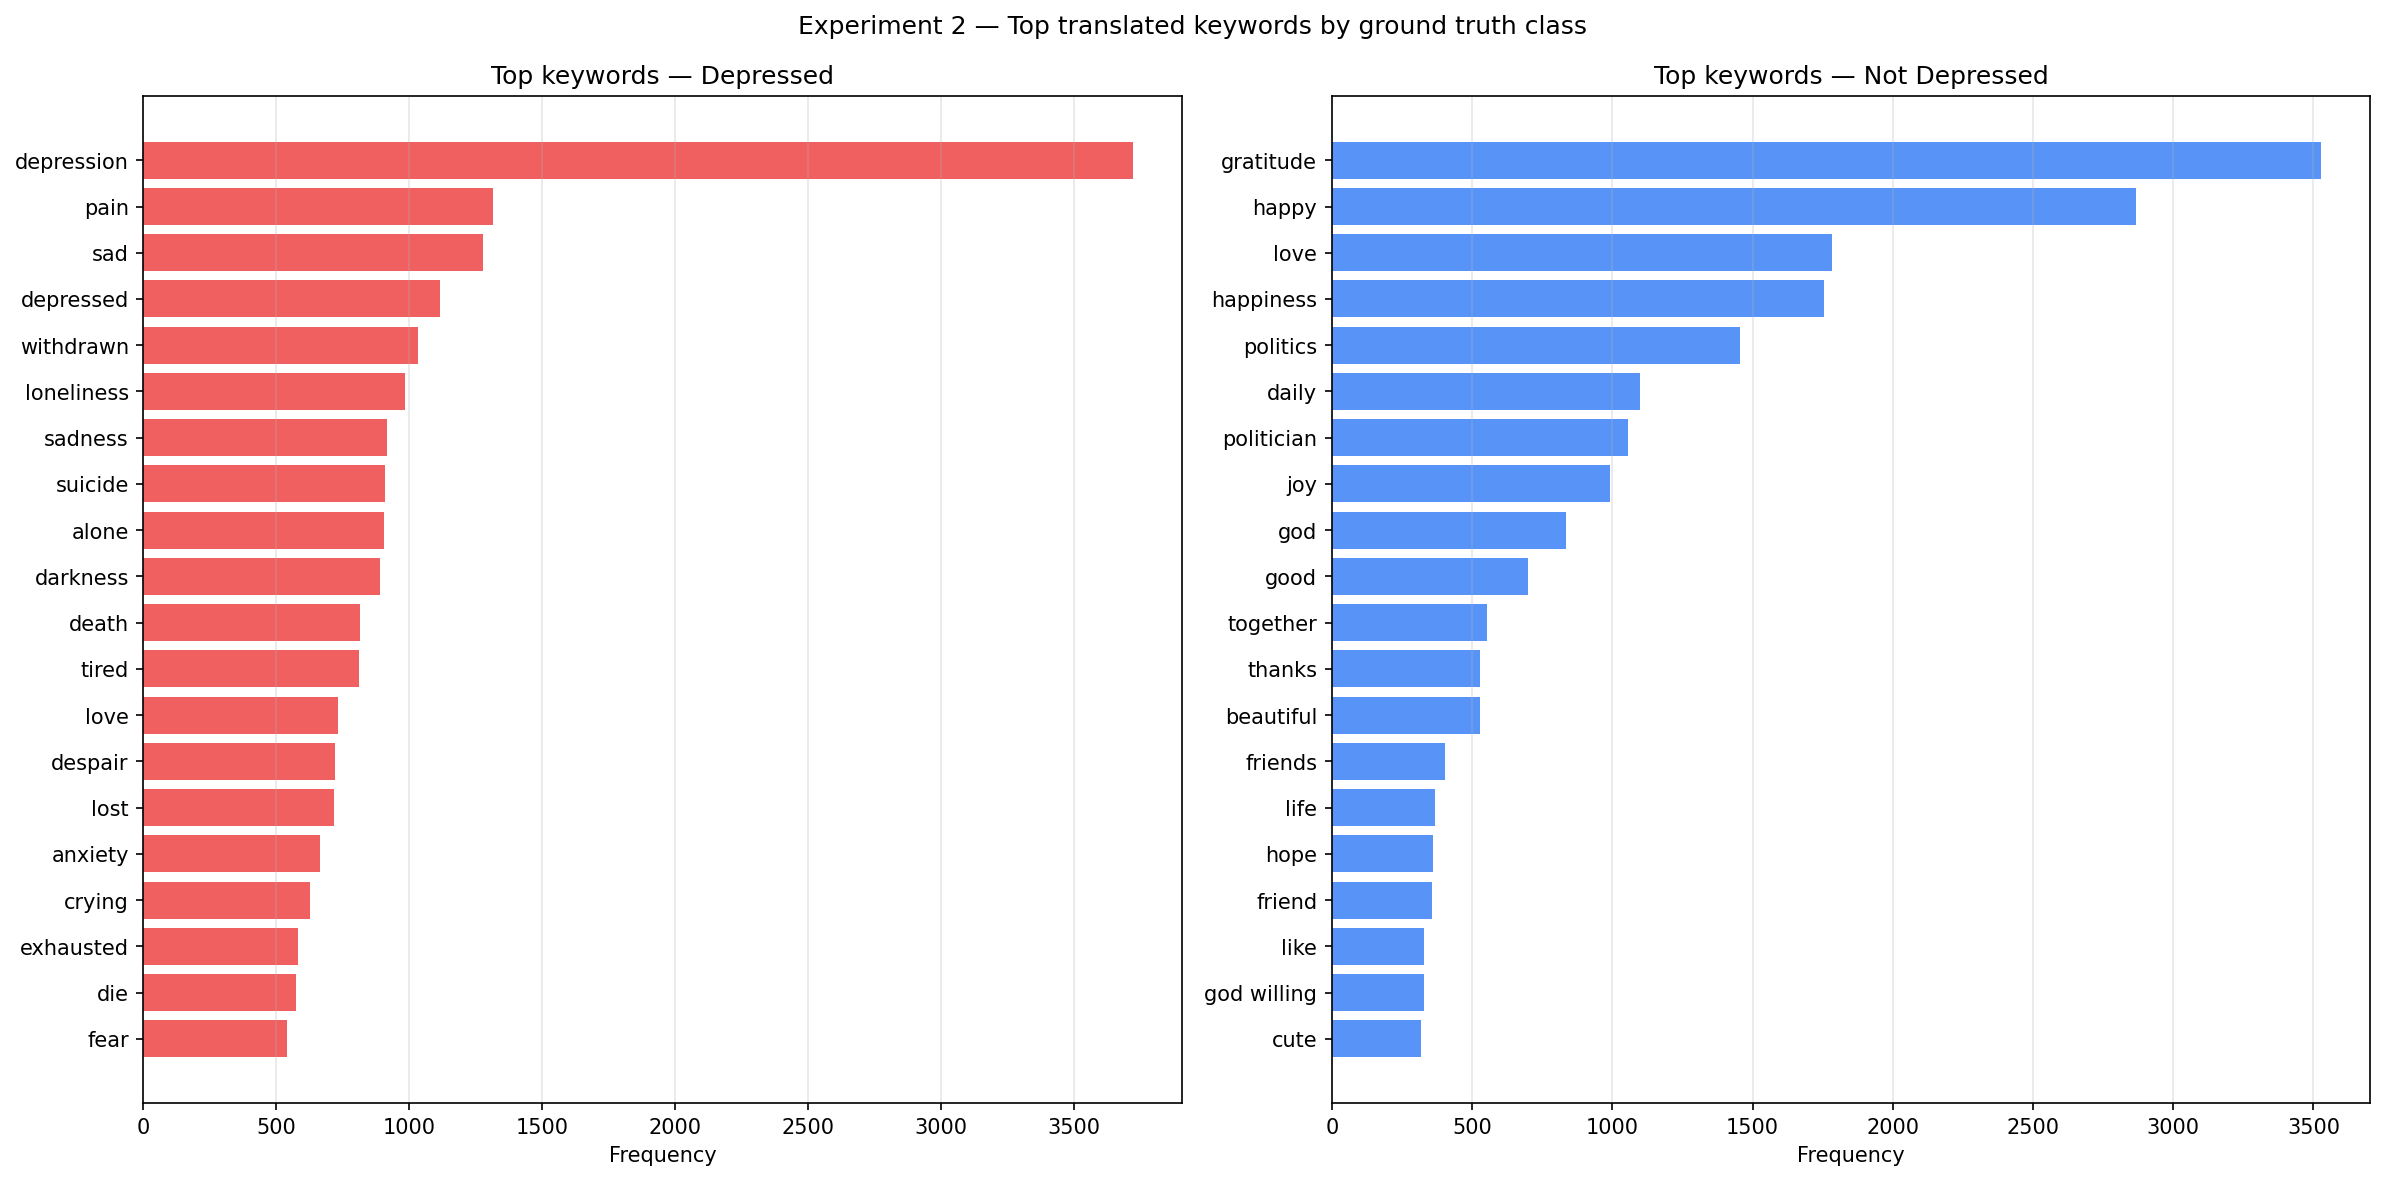 Experiment 2 — Top translated keywords by ground truth class
Top keywords — Depressed
depression
pain
sad
depressed
withdrawn
loneliness
sadness
suicide
alone
darkness
death
tired
love
despair
lost
anxiety
crying
exhausted
die
fear
0 500 1000 1500 2000 2500 3000 3500
Frequency
Top keywords — Not Depressed
gratitude
happy
love
happiness
politics
daily
politician
joy
god
good
together
thanks
beautiful
friends
life
hope
friend
like
god willing
cute
0 500 1000 1500 2000 2500 3000 3500
Frequency